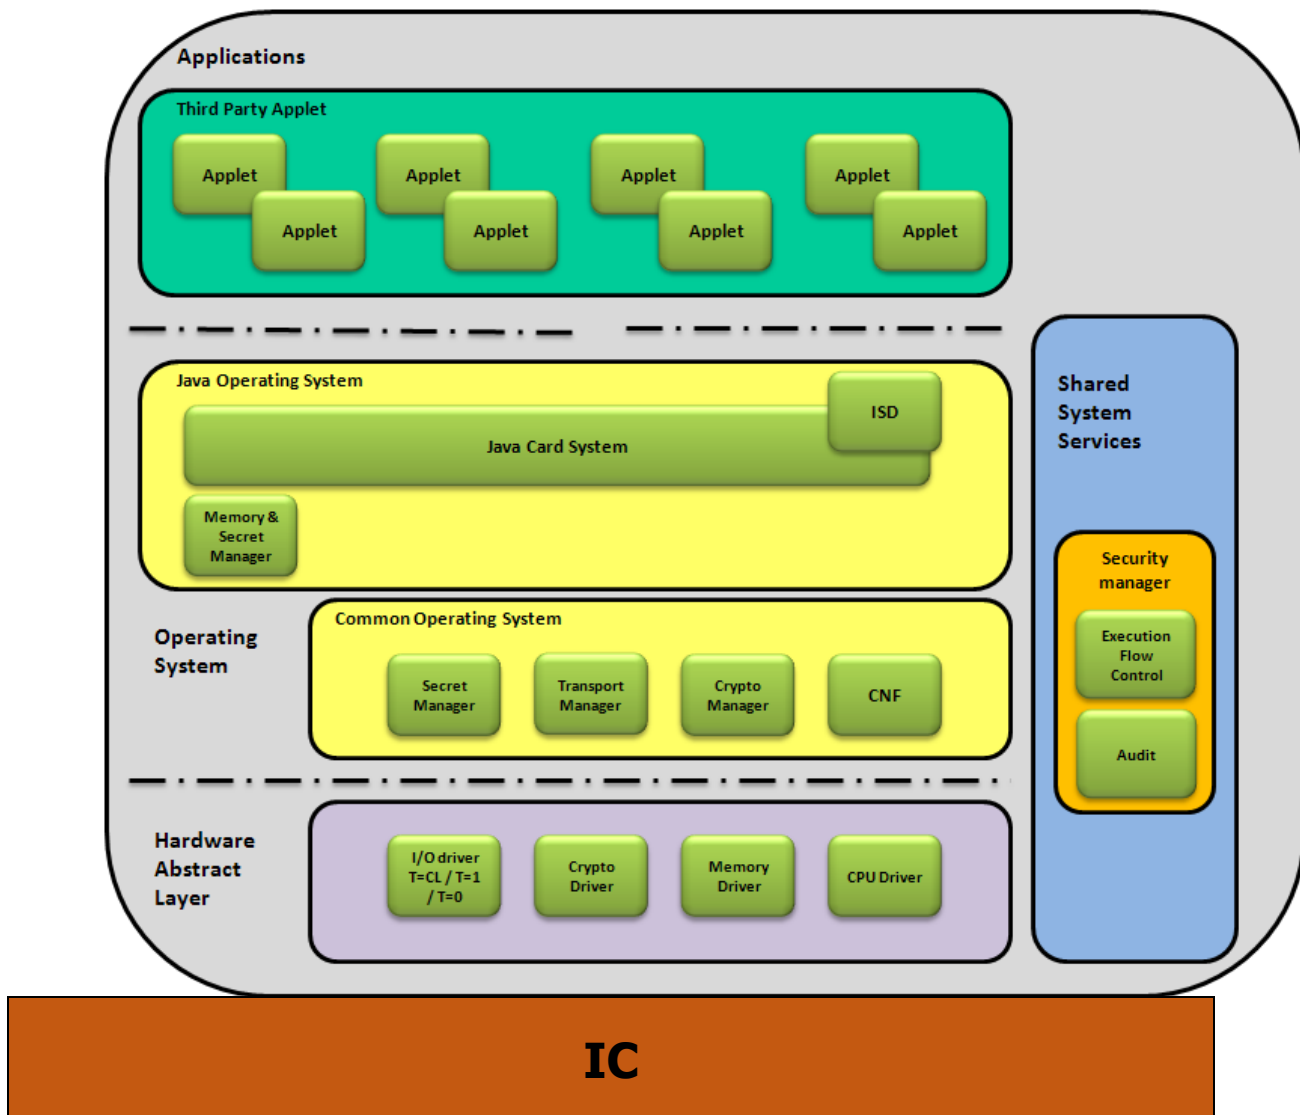 Applications
Third Party Applet
Applet
Applet
Applet
Applet
Applet
Applet
Applet
Applet
Java Operating System
ISD
Java Card System
Memory &
Secret
Manager
Shared
System
Services
Security
manager
Execution
Flow
Control
Audit
Operating
System
Common Operating System
Secret
Manager
Transport
Manager
Crypto
Manager
CNF
Hardware
Abstract
Layer
I/O driver
T=CL / T=1
/ T=0
Crypto
Driver
Memory
Driver
CPU Driver
IC